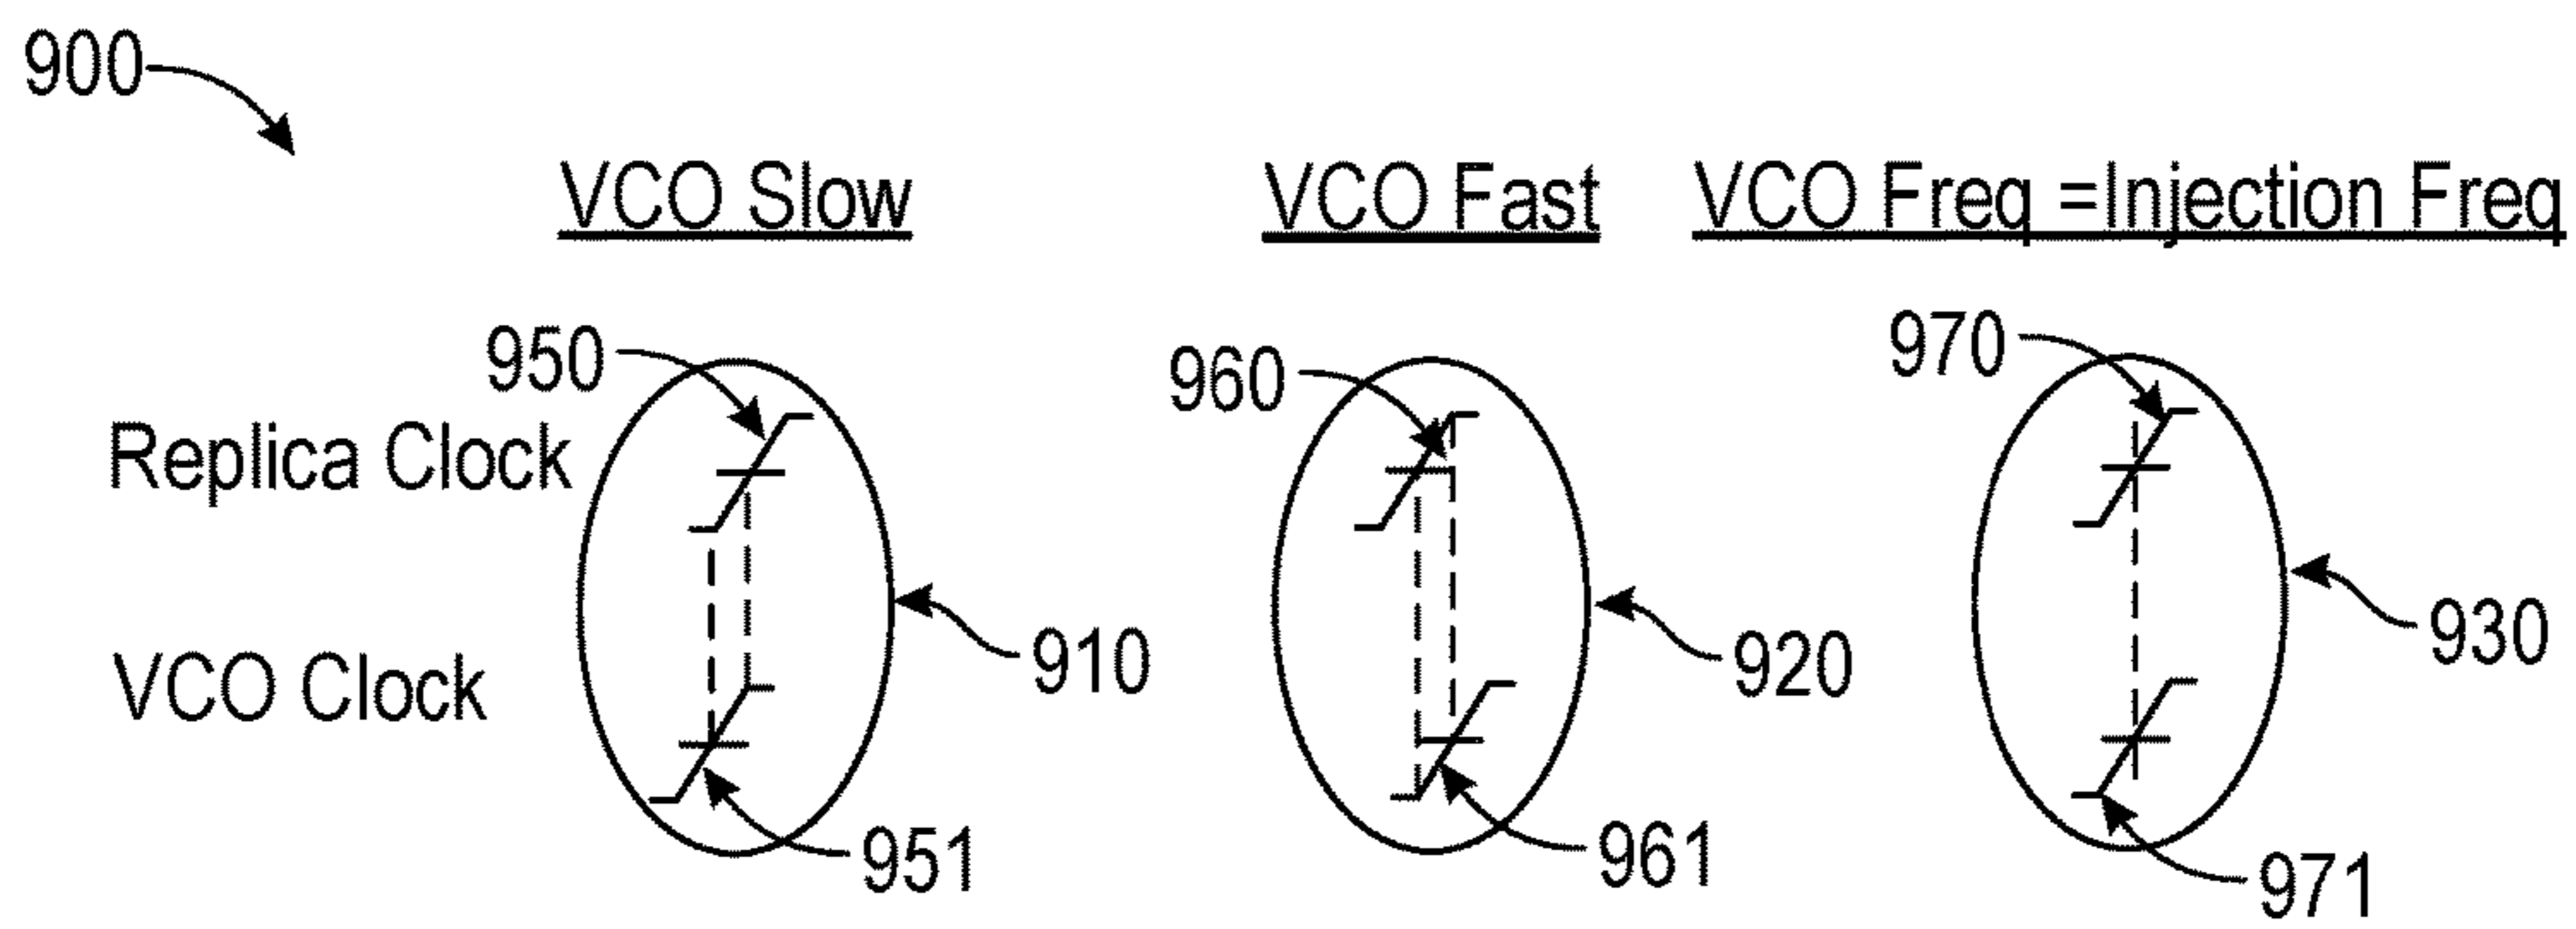 900
VCO Slow
VCO Fast
VCO Freq =Injection Freq
950
960
970
Replica Clock
VCO Clock
910
920
930
951
961
971